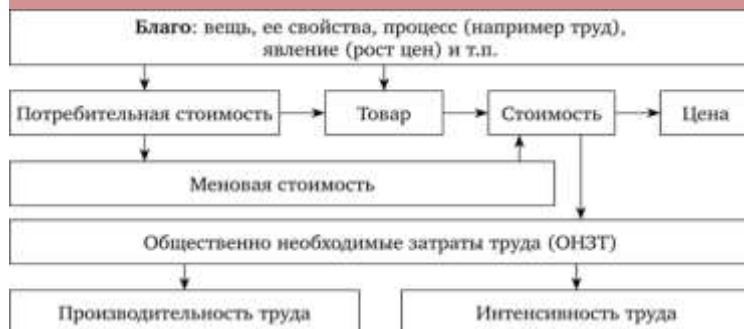 Благо: вещь, ее свойства, процесс (например труд),
явление (рост цен) и т.п.
Потребительная стоимость
Товар
Стоимость
Цена
Меновая стоимость
Общественно необходимые затраты труда (ОНЗТ)
Производительность труда
Интенсивность труда